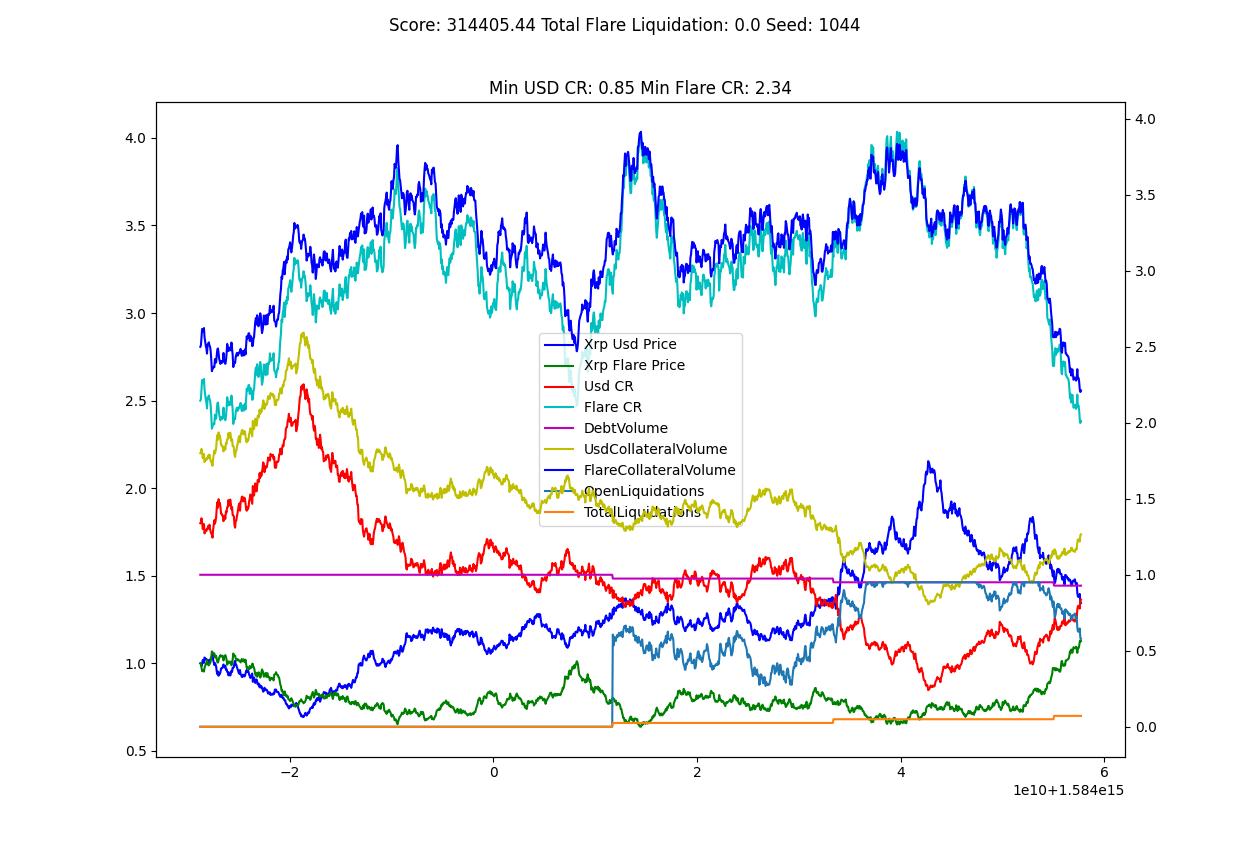 Score: 314405.44 Total Flare Liquidation: 0.0 Seed: 1044
Min USD CR: 0.85 Min Flare CR: 2.34
4.0
3.5
3.0
2.5
2.0
1.5
1.0
0.5
4.0
3.5
3.0
2.5
2.0
1.5
1.0
0.5
0.0
Xrp Usd Price
Xrp Flare Price
Usd CR
Flare CR
DebtVolume
UsdCollateralVolume
FlareCollateralVolume
OpenLiquidations
TotalLiquidations
−2 0 2 4 6
1e10+1.584e15